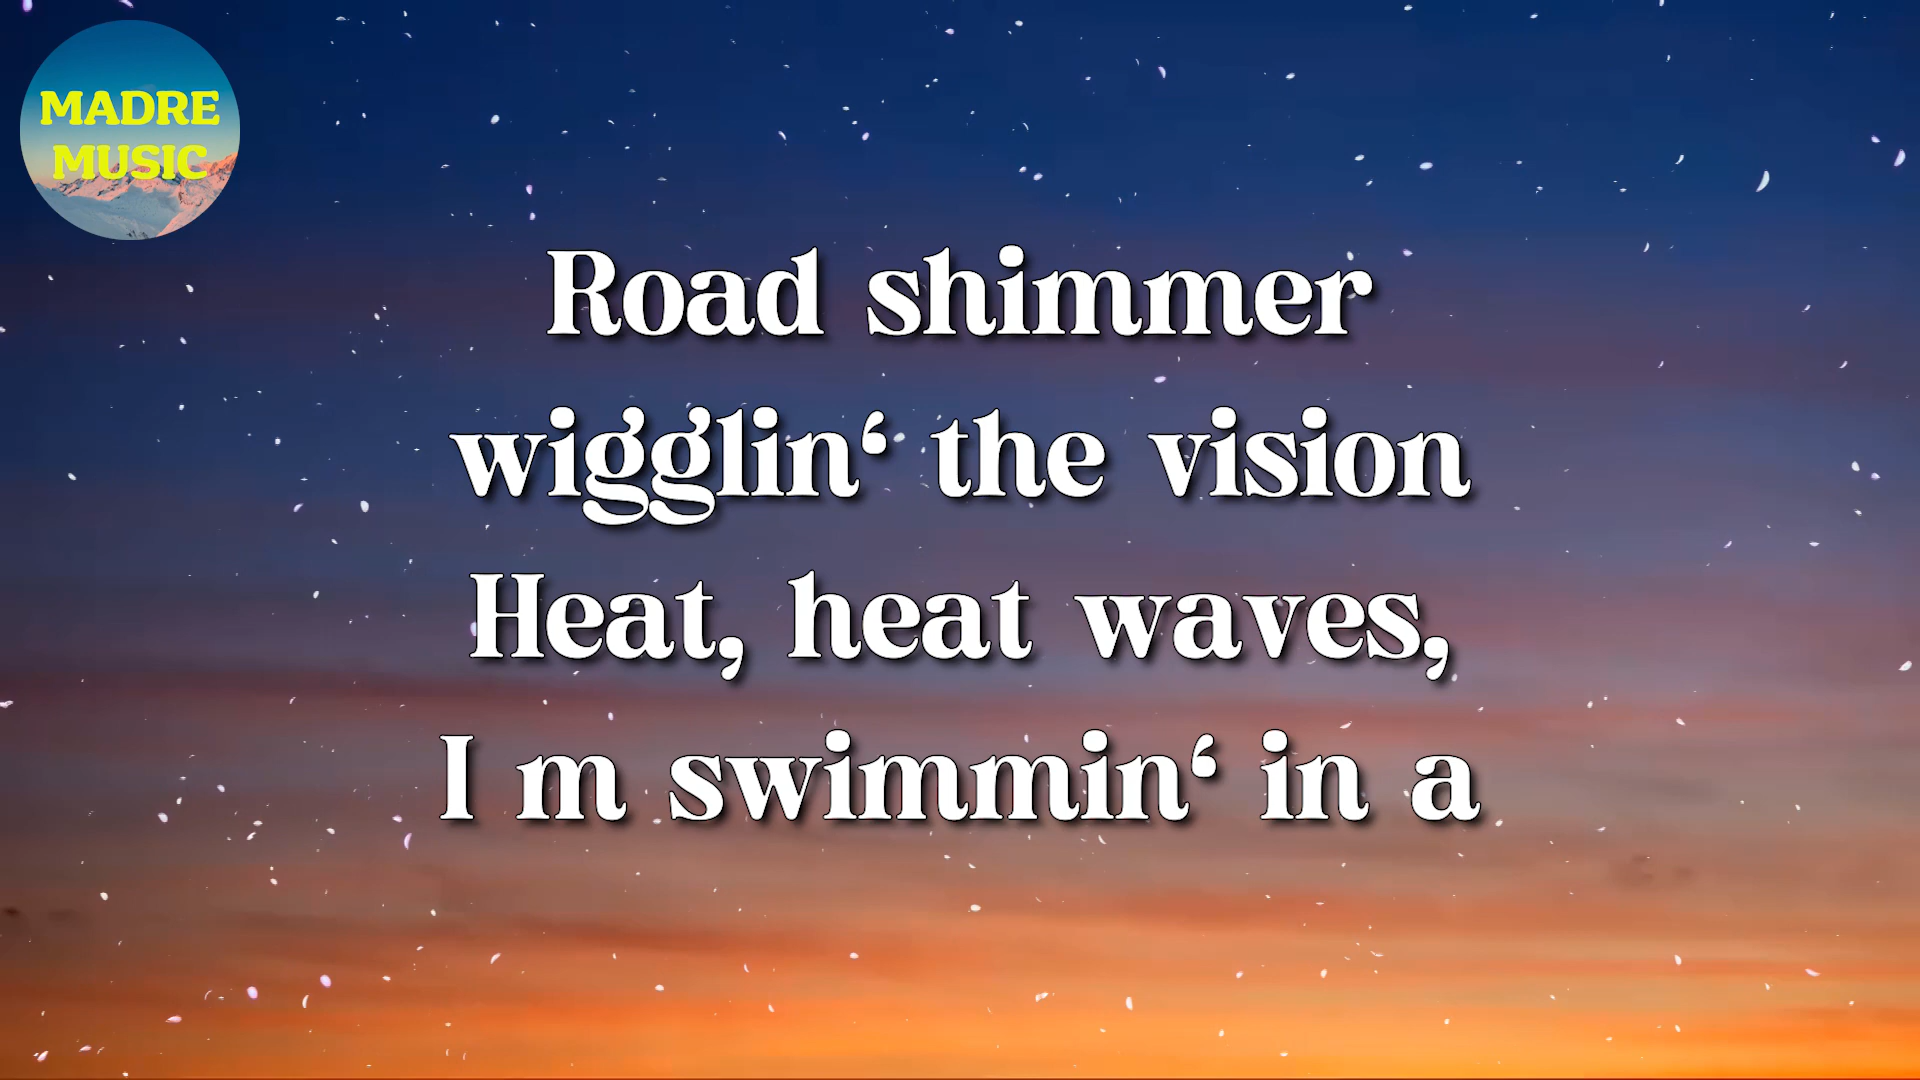 MADRE
MUSIC
Road shimmer
wigglin‘ the vision
Heat, heat waves,
I m swimmin‘ in a